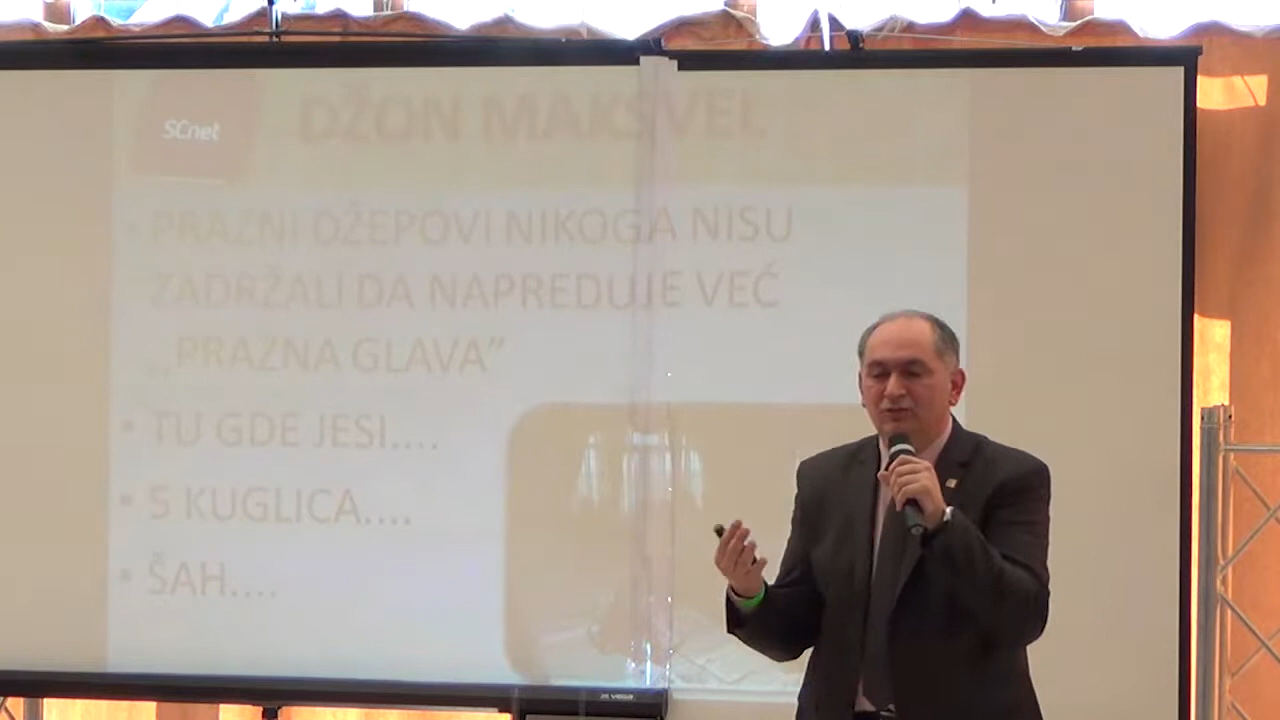 SCnet
DŽON MAKSVEL
• PRAZNI DŽEPOVI NIKOGA NISU
ZADRŽALI DA NAPREDUJE VEĆ
,,PRAZNA GLAVA”
• TU GDE JESI....
• 5 KUGLICA....
• ŠAH....
VEGA